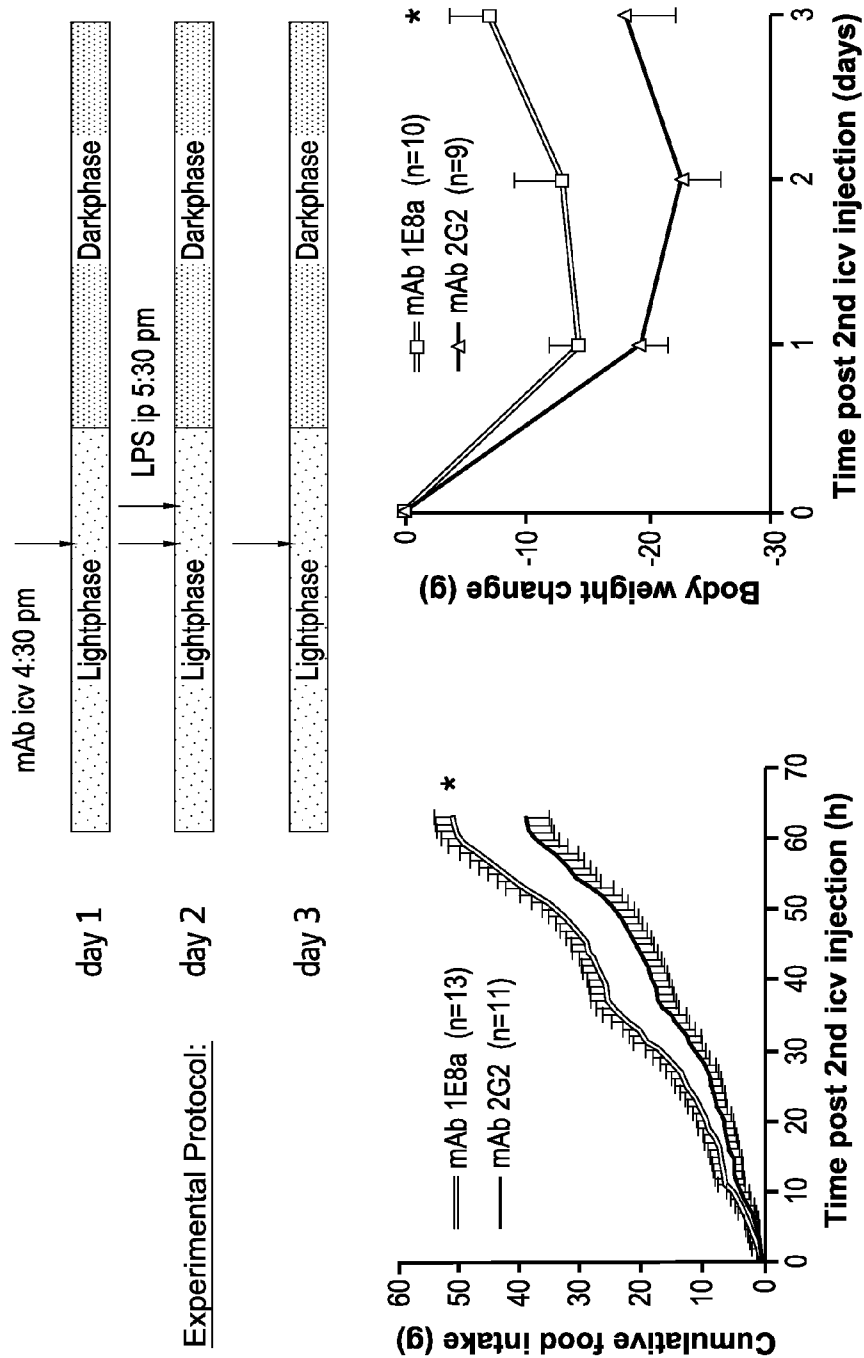 mAb icv 4:30 pm
Experimental Protocol:
day 1
Lightphase
Darkphase
LPS ip 5:30 pm
day 2
Lightphase
Darkphase
day 3
Lightphase
Darkphase
Cumulative food intake (g)
60
50
40
30
20
10
0
mAb 1E8a (n=13)
mAb 2G2 (n=11)
*
0
10
20
30
40
50
60
70
Time post 2nd icv injection (h)
Body weight change (g)
0
-10
-20
-30
mAb 1E8a (n=10)
mAb 2G2 (n=9)
*
0
1
2
3
Time post 2nd icv injection (days)